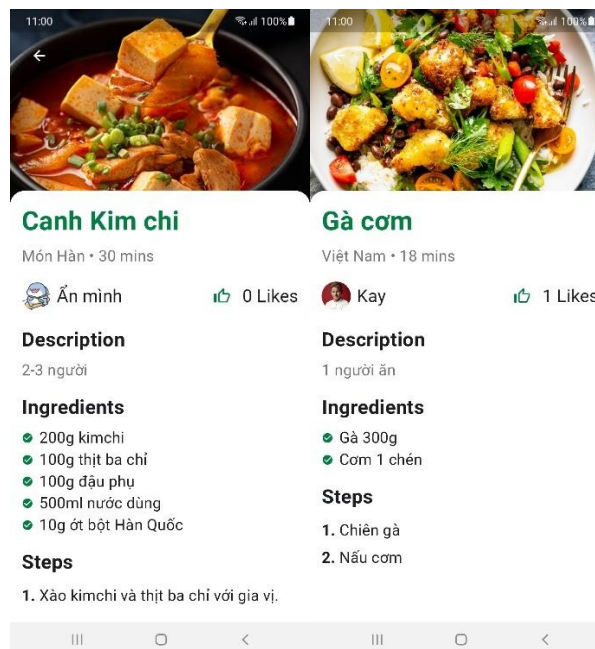 11:00
100%
Canh Kim chi
Món Hàn • 30 mins
Ẩn mình
0 Likes
Description
2-3 người
Ingredients
200g kimchi
100g thịt ba chỉ
100g đậu phụ
500ml nước dùng
10g ớt bột Hàn Quốc
Steps
1. Xào kimchi và thịt ba chỉ với gia vị.
11:00
100%
Gà cơm
Việt Nam • 18 mins
Kay
1 Likes
Description
1 người ăn
Ingredients
Gà 300g
Cơm 1 chén
Steps
1. Chiên gà
2. Nấu cơm